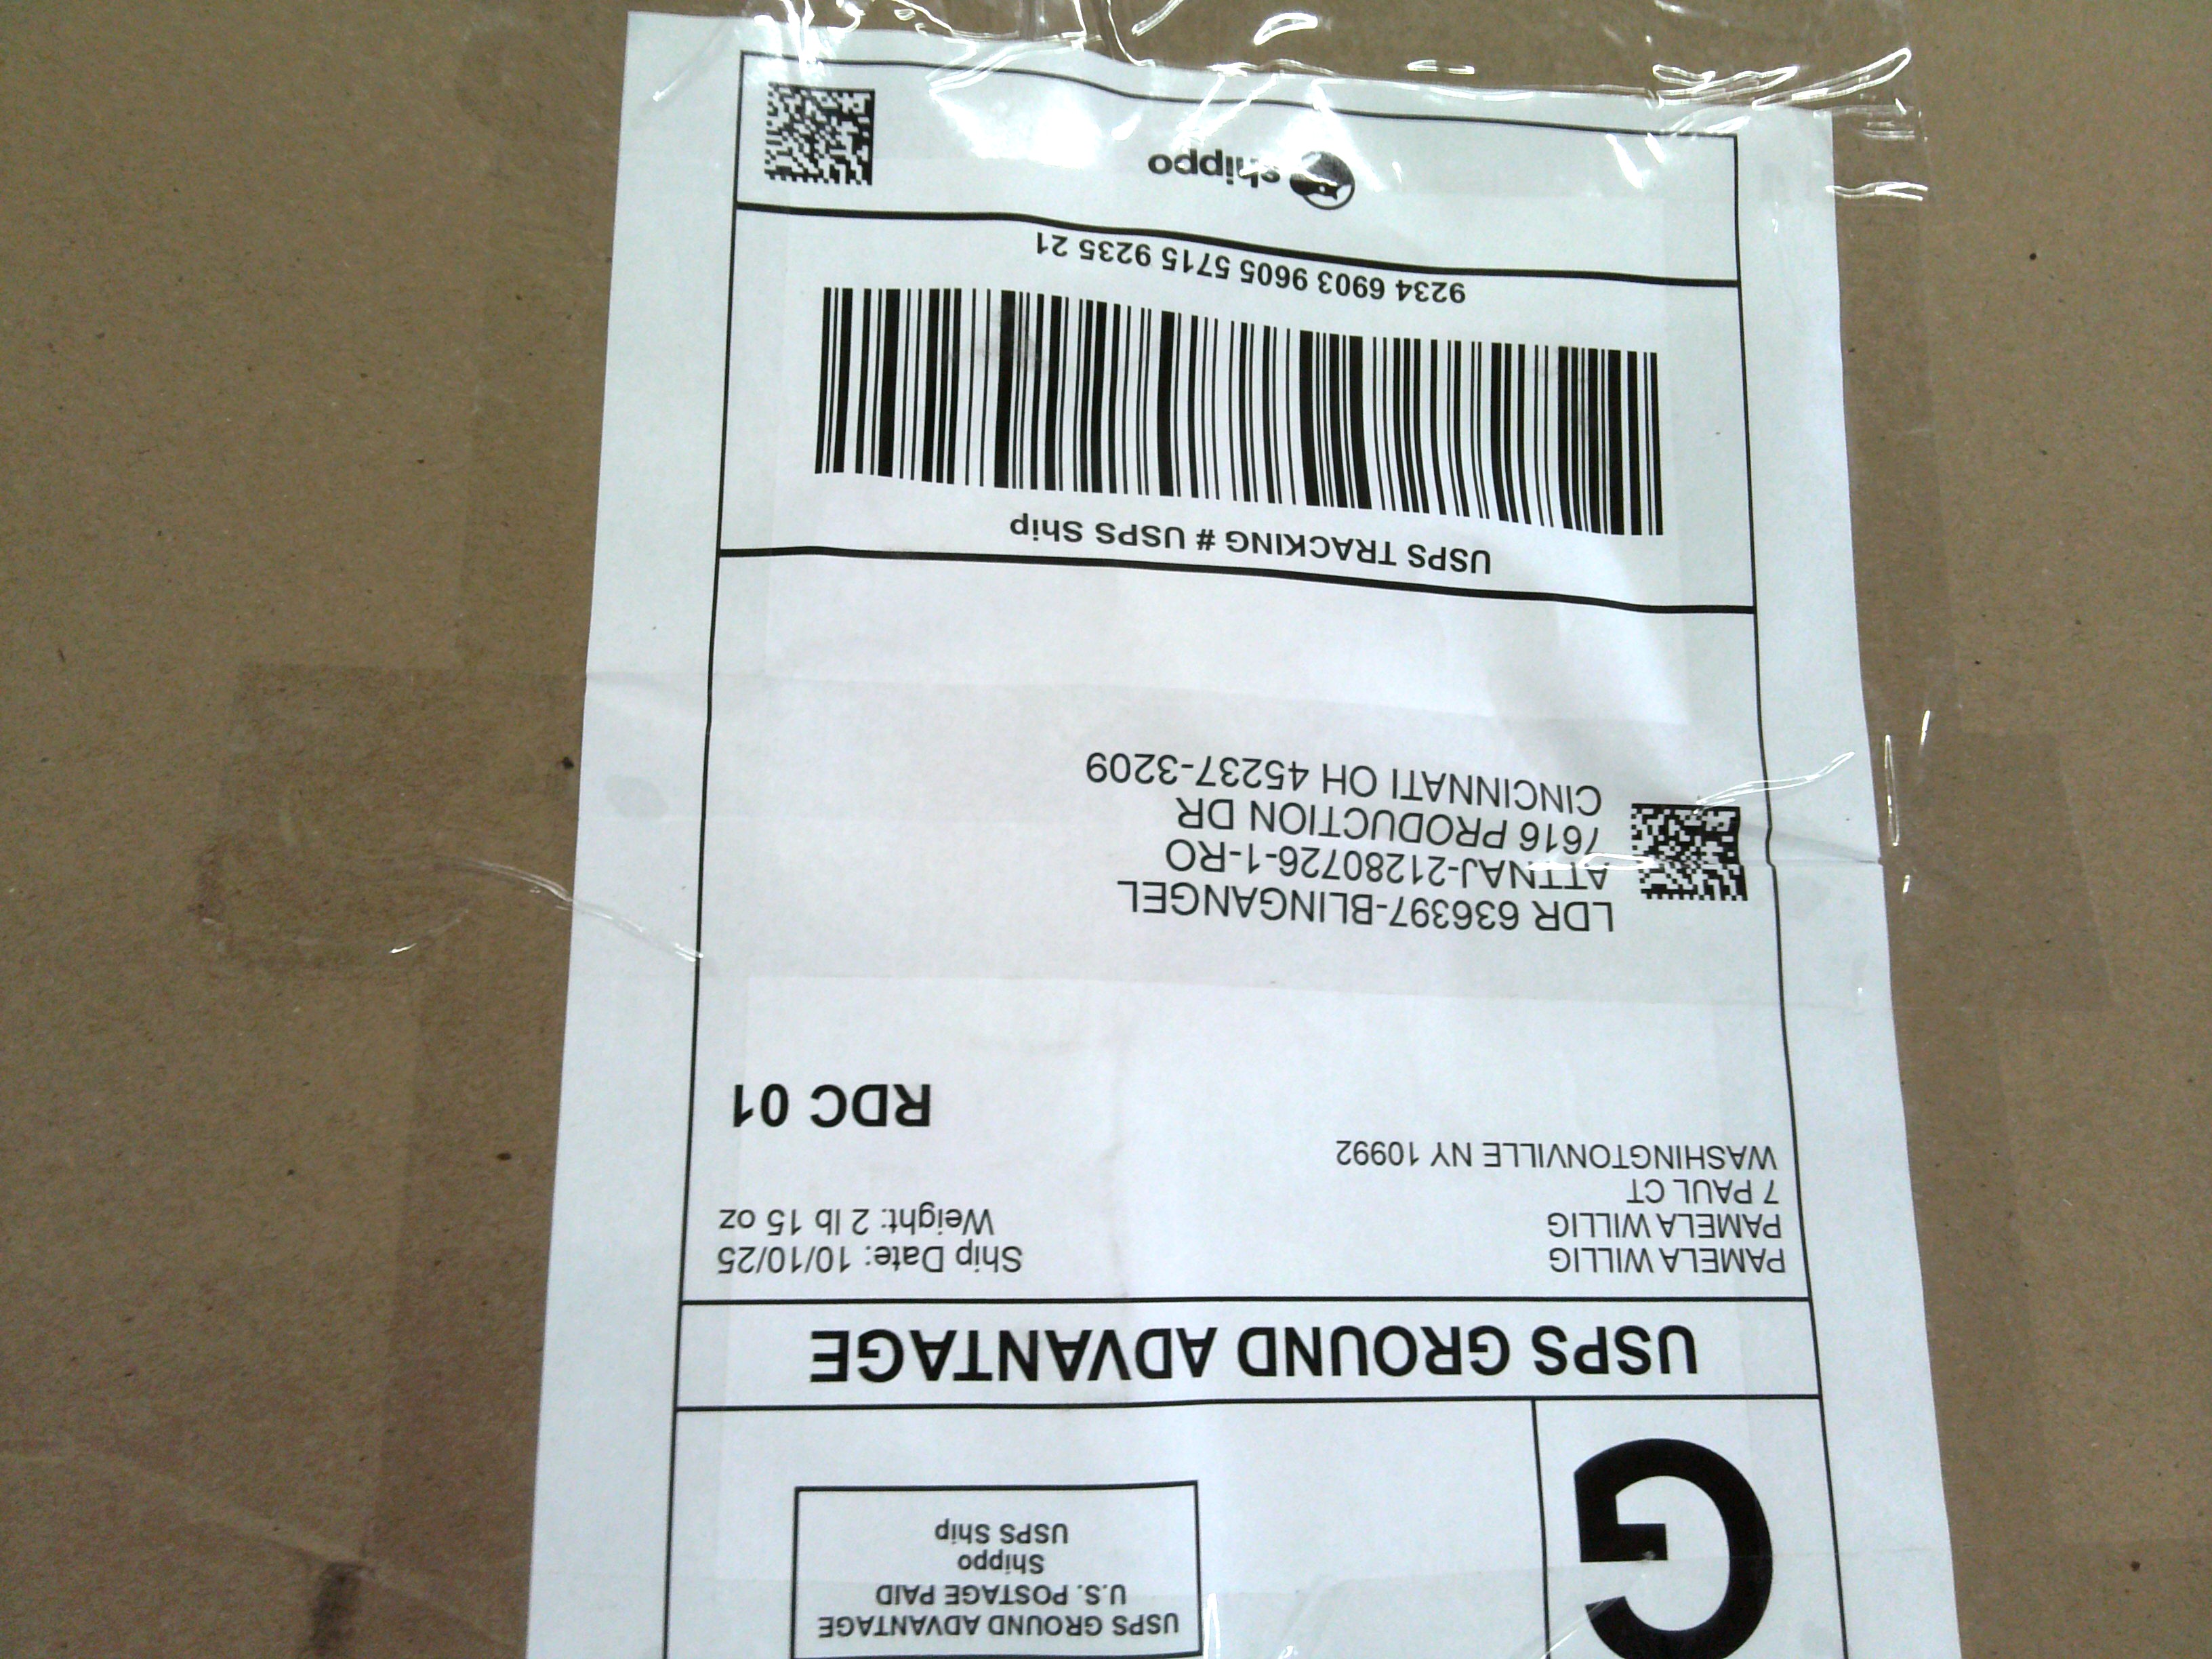 G
USPS GROUND ADVANTAGE
U.S. POSTAGE PAID
Shippo
USPS Ship
USPS GROUND ADVANTAGE
PAMELA WILLIG
PAMELA WILLIG
7 PAUL CT
WASHINGTONVILLE NY 10992
Ship Date: 10/10/25
Weight: 2 lb 15 oz
RDC 01
LDR 636397-BLINGANGEL
ATTNAJ-21280726-1-RO
7616 PRODUCTION DR
CINCINNATI OH 45237-3209
USPS TRACKING # USPS Ship
9234 6903 9605 5715 9235 21
shippo